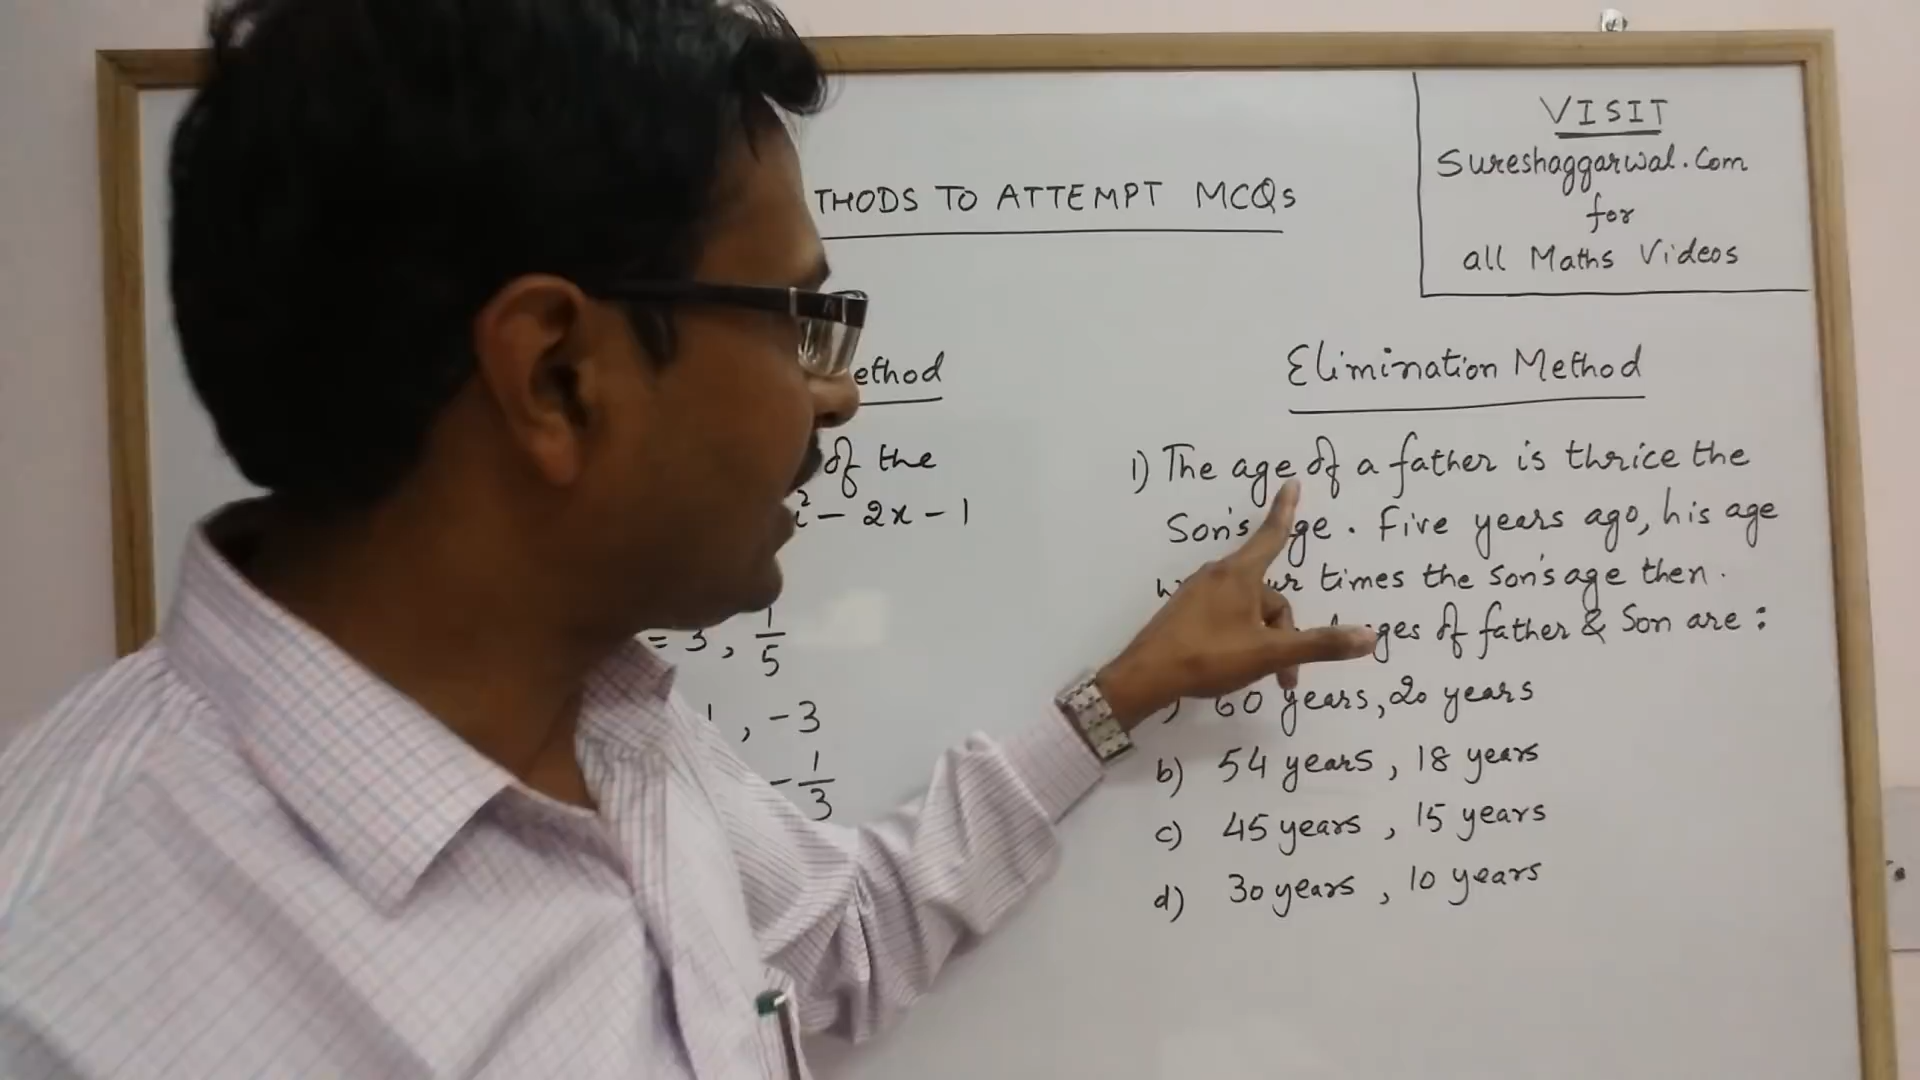 VISIT
Sureshaggarwal.Com
for
all Maths Videos
THODS TO ATTEMPT MCQs
ethod
of the
- 2x - 1
= 3, 1/5
, -3
- 1/3
Elimination Method
1) The age of a father is thrice the
Son's age. Five years ago, his age
times the son's age then.
ages of father & Son are:
60 years, 20 years
b) 54 years, 18 years
c) 45 years, 15 years
d) 30 years, 10 years